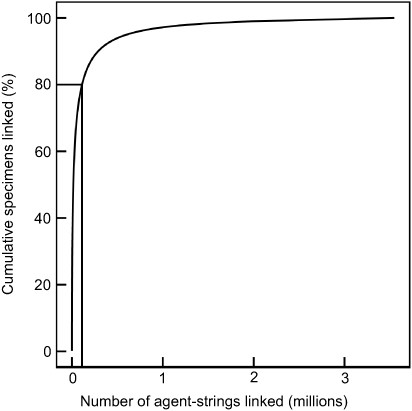 Cumulative specimens linked (%)
100
80
60
40
20
0
0 1 2 3
Number of agent-strings linked (millions)